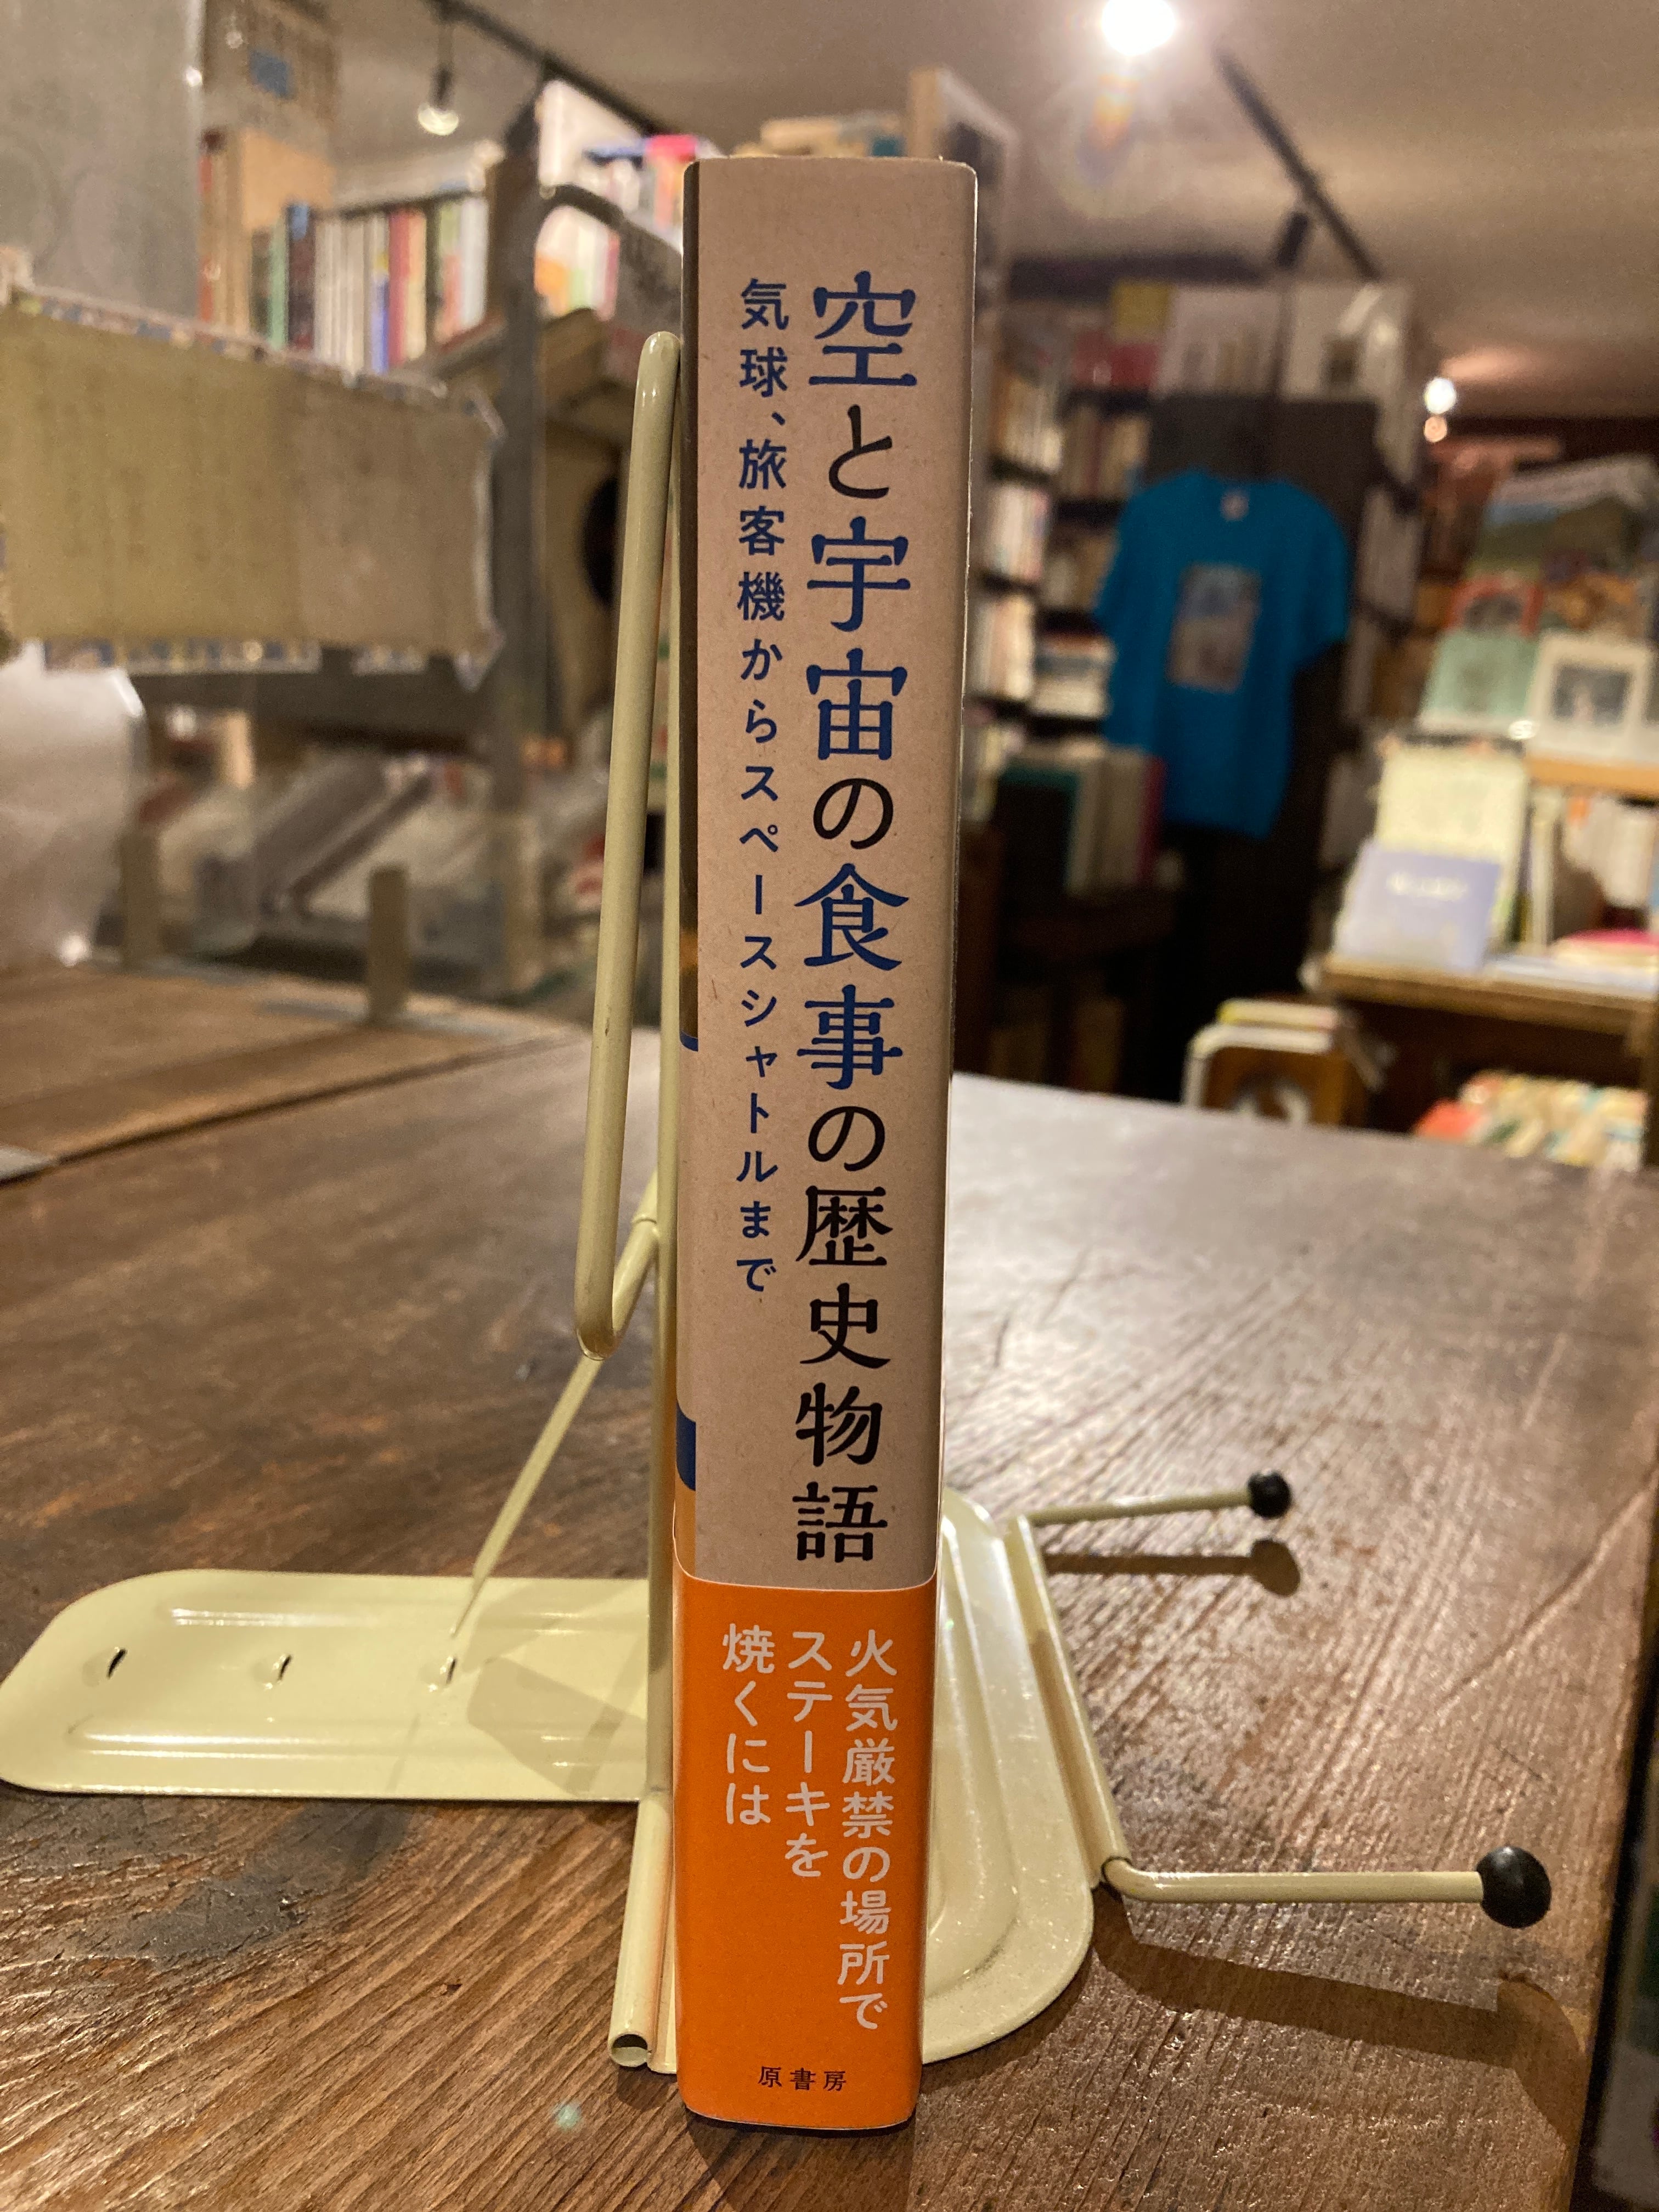 空と宇宙の食事の歴史物語
気球、旅客機からスペースシャトルまで
火気厳禁の場所で
ステーキを
焼くには
原書房